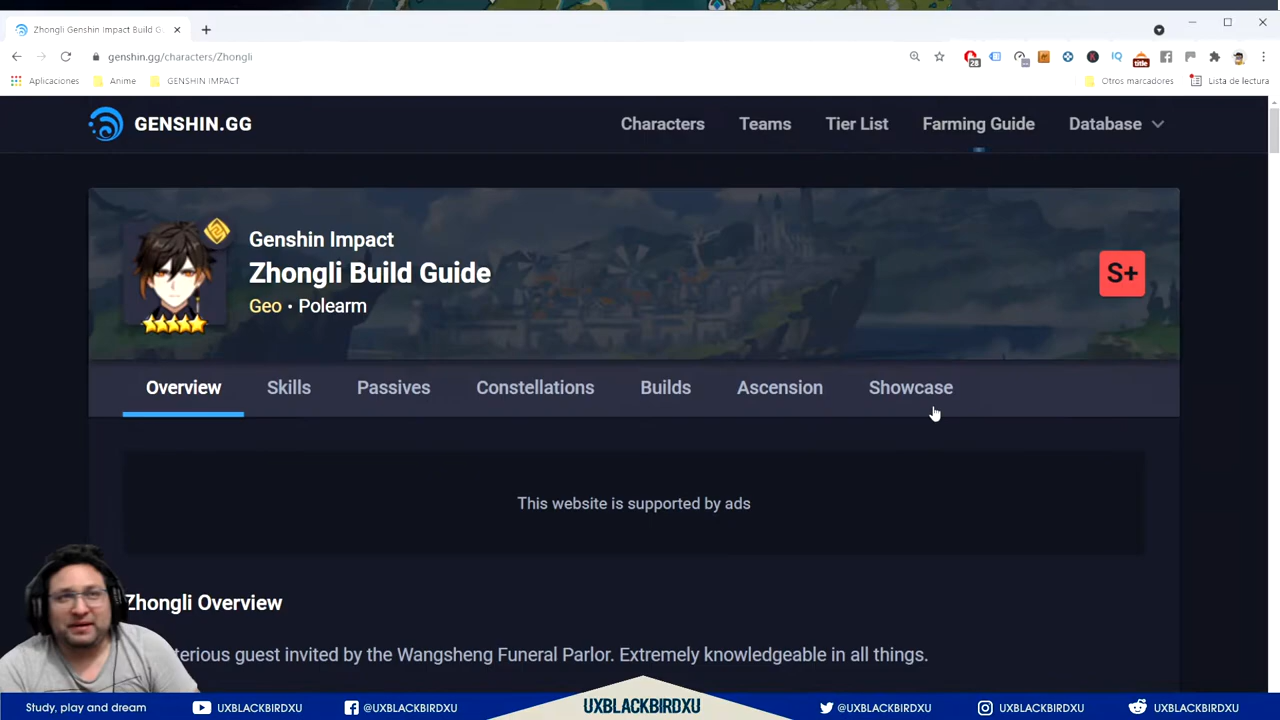 Zhongli Genshin Impact Build G
genshin.gg/characters/Zhongli
28
IQ
title
Aplicaciones
Anime
GENSHIN IMPACT
Otros marcadores
Lista de lectura
GENSHIN.GG
Characters
Teams
Tier List
Farming Guide
Database
Genshin Impact
Zhongli Build Guide
Geo • Polearm
S+
Overview
Skills
Passives
Constellations
Builds
Ascension
Showcase
This website is supported by ads
Zhongli Overview
terious guest invited by the Wangsheng Funeral Parlor. Extremely knowledgeable in all things.
Study, play and dream
UXBLACKBIRDXU
@UXBLACKBIRDXU
UXBLACKBIRDXU
@UXBLACKBIRDXU
UXBLACKBIRDXU
UXBLACKBIRDXU